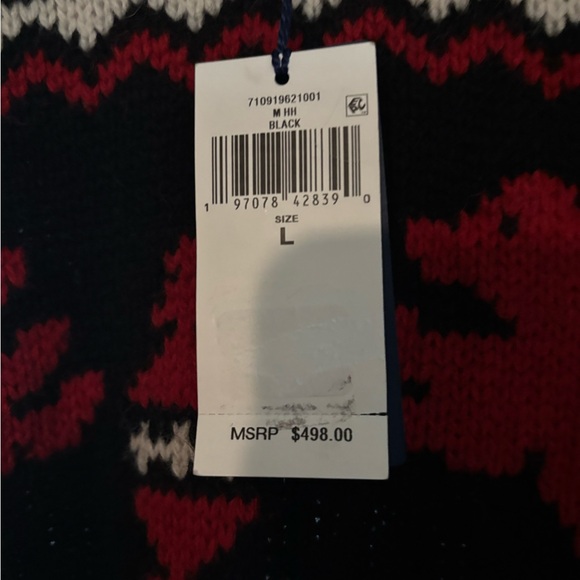 710919621001
M HH
BLACK
1 97078 42839 0
SIZE
L
MSRP $498.00